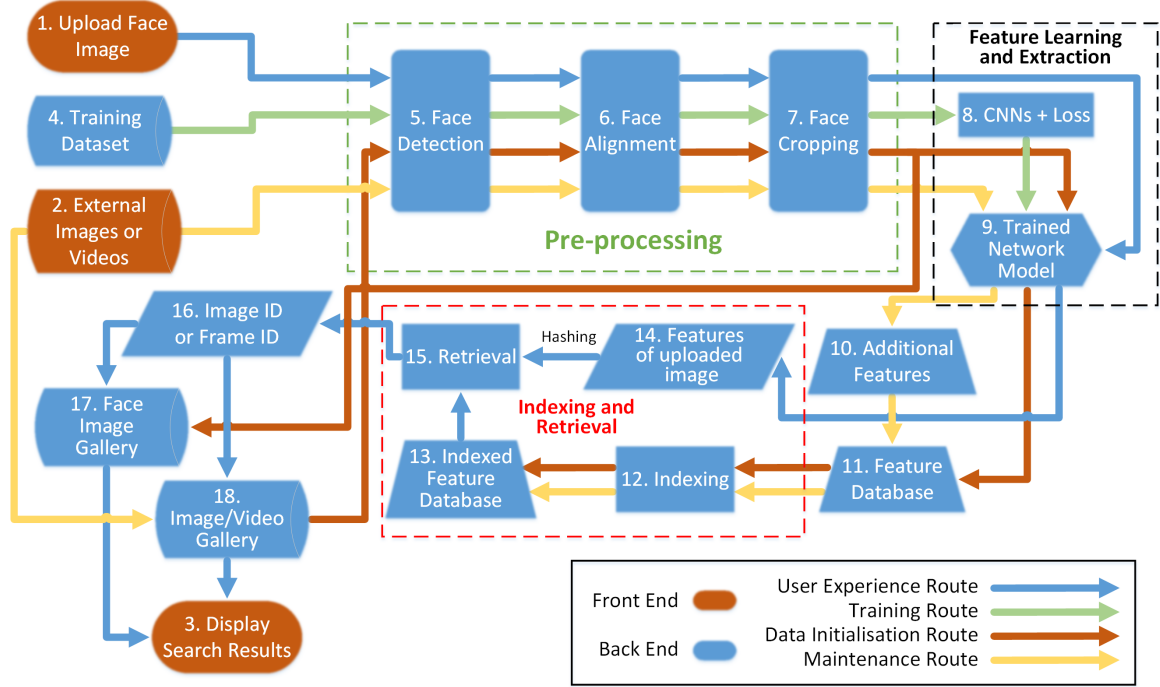 1. Upload Face
Image
4. Training
Dataset
2. External
Images or
Videos
5. Face
Detection
6. Face
Alignment
7. Face
Cropping
Pre-processing
Feature Learning
and Extraction
8. CNNs + Loss
9. Trained
Network
Model
16. Image ID
or Frame ID
15. Retrieval
Hashing
14. Features
of uploaded
image
10. Additional
Features
17. Face
Image
Gallery
Indexing and
Retrieval
13. Indexed
Feature
Database
12. Indexing
11. Feature
Database
18.
Image/Video
Gallery
3. Display
Search Results
Front End
Back End
User Experience Route
Training Route
Data Initialisation Route
Maintenance Route